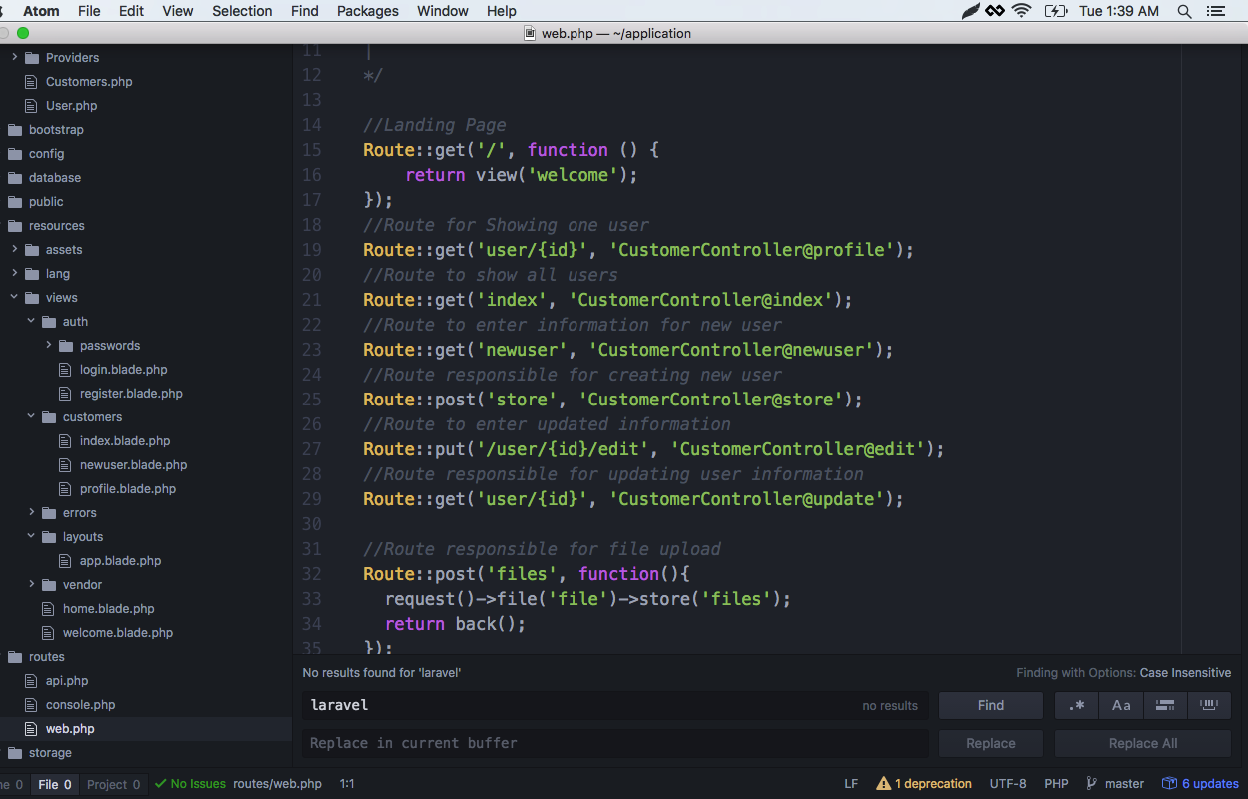 Atom File Edit View Selection Find Packages Window Help Tue 1:39 AM
web.php — ~/application
Providers
Customers.php
User.php
bootstrap
config
database
public
resources
assets
lang
views
auth
passwords
login.blade.php
register.blade.php
customers
index.blade.php
newuser.blade.php
profile.blade.php
errors
layouts
app.blade.php
vendor
home.blade.php
welcome.blade.php
routes
api.php
console.php
web.php
storage
11 |
12 */
13
14 //Landing Page
15 Route::get('/', function () {
16 return view('welcome');
17 });
18 //Route for Showing one user
19 Route::get('user/{id}', 'CustomerController@profile');
20 //Route to show all users
21 Route::get('index', 'CustomerController@index');
22 //Route to enter information for new user
23 Route::get('newuser', 'CustomerController@newuser');
24 //Route responsible for creating new user
25 Route::post('store', 'CustomerController@store');
26 //Route to enter updated information
27 Route::put('/user/{id}/edit', 'CustomerController@edit');
28 //Route responsible for updating user information
29 Route::get('user/{id}', 'CustomerController@update');
30
31 //Route responsible for file upload
32 Route::post('files', function(){
33 request()->file('file')->store('files');
34 return back();
35 });
No results found for 'laravel' Finding with Options: Case Insensitive
laravel no results Find .* Aa
Replace in current buffer Replace Replace All
0 File 0 Project 0 No Issues routes/web.php 1:1 LF 1 deprecation UTF-8 PHP master 6 updates